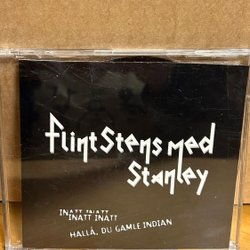 Flint Stens med
Stanley
INATT INATT
INATT INATT
HALLÅ, DU GAMLE INDIAN